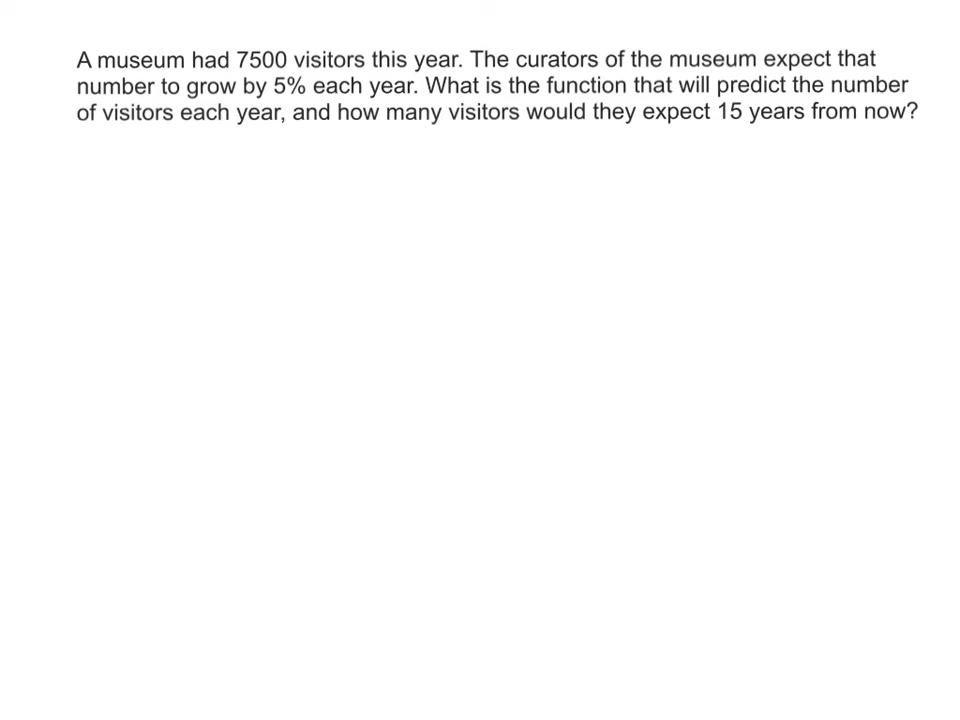 A museum had 7500 visitors this year. The curators of the museum expect that
number to grow by 5% each year. What is the function that will predict the number
of visitors each year, and how many visitors would they expect 15 years from now?